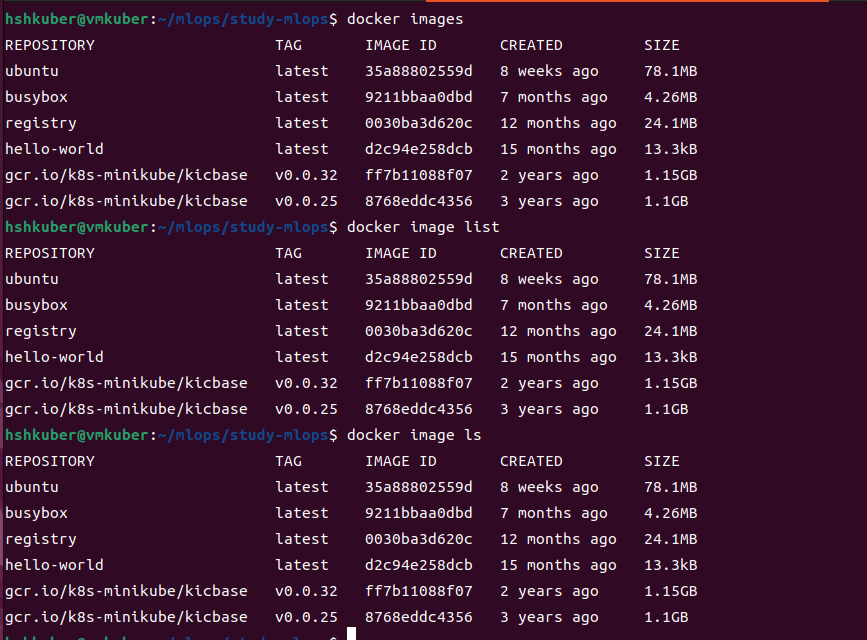 hshkuber@vmkuber:~/mlops/study-mlops$ docker images
REPOSITORY TAG IMAGE ID CREATED SIZE
ubuntu latest 35a88802559d 8 weeks ago 78.1MB
busybox latest 9211bbaa0dbd 7 months ago 4.26MB
registry latest 0030ba3d620c 12 months ago 24.1MB
hello-world latest d2c94e258dcb 15 months ago 13.3kB
gcr.io/k8s-minikube/kicbase v0.0.32 ff7b11088f07 2 years ago 1.15GB
gcr.io/k8s-minikube/kicbase v0.0.25 8768eddc4356 3 years ago 1.1GB
hshkuber@vmkuber:~/mlops/study-mlops$ docker image list
REPOSITORY TAG IMAGE ID CREATED SIZE
ubuntu latest 35a88802559d 8 weeks ago 78.1MB
busybox latest 9211bbaa0dbd 7 months ago 4.26MB
registry latest 0030ba3d620c 12 months ago 24.1MB
hello-world latest d2c94e258dcb 15 months ago 13.3kB
gcr.io/k8s-minikube/kicbase v0.0.32 ff7b11088f07 2 years ago 1.15GB
gcr.io/k8s-minikube/kicbase v0.0.25 8768eddc4356 3 years ago 1.1GB
hshkuber@vmkuber:~/mlops/study-mlops$ docker image ls
REPOSITORY TAG IMAGE ID CREATED SIZE
ubuntu latest 35a88802559d 8 weeks ago 78.1MB
busybox latest 9211bbaa0dbd 7 months ago 4.26MB
registry latest 0030ba3d620c 12 months ago 24.1MB
hello-world latest d2c94e258dcb 15 months ago 13.3kB
gcr.io/k8s-minikube/kicbase v0.0.32 ff7b11088f07 2 years ago 1.15GB
gcr.io/k8s-minikube/kicbase v0.0.25 8768eddc4356 3 years ago 1.1GB